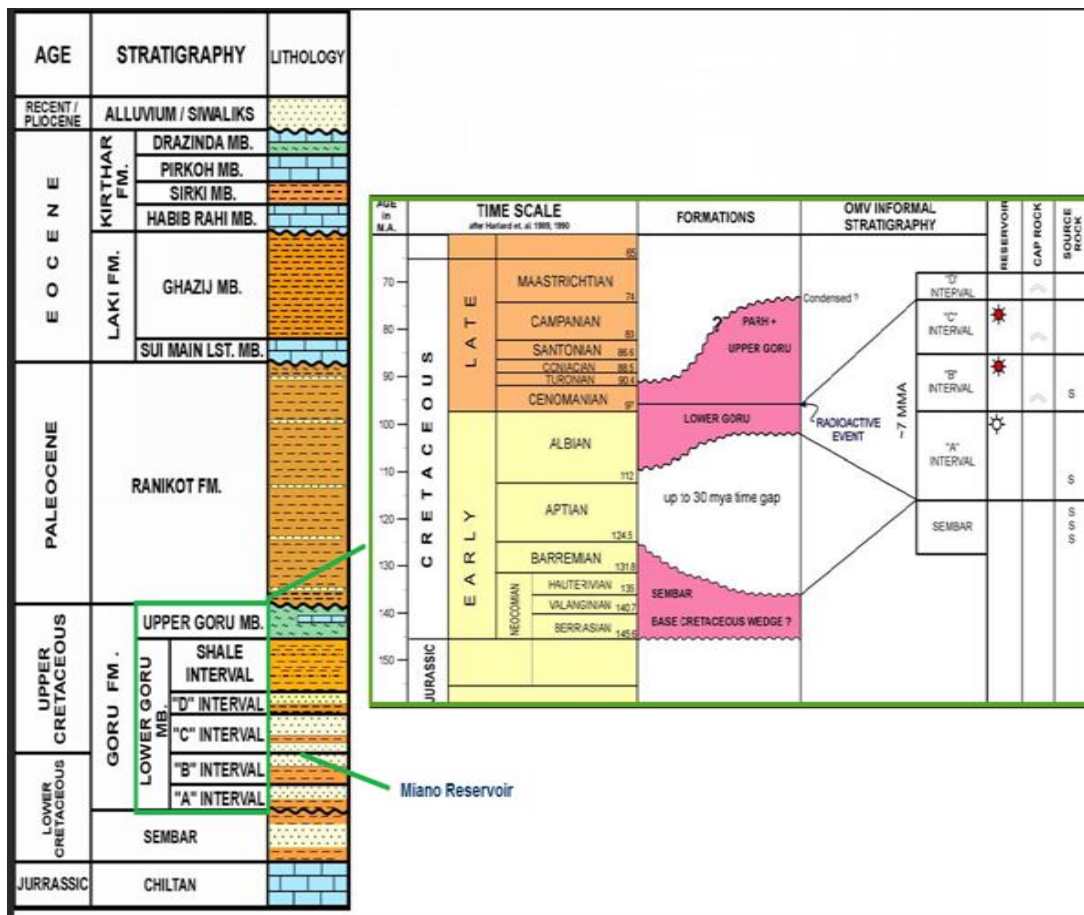 AGE STRATIGRAPHY LITHOLOGY
RECENT / PLIOCENE
ALLUVIUM / SIWALIKS
EOCENE
KIRTHAR FM.
DRAZINDA MB.
PIRKOH MB.
SIRKI MB.
HABIB RAHI MB.
LAKI FM.
GHAZIJ MB.
SUI MAIN LST. MB.
PALEOCENE
RANIKOT FM.
UPPER CRETACEOUS
GORU FM.
UPPER GORU MB.
LOWER GORU MB.
SHALE INTERVAL
"D" INTERVAL
"C" INTERVAL
LOWER CRETACEOUS
"B" INTERVAL
"A" INTERVAL
SEMBAR
JURRASSIC
CHILTAN
Miano Reservoir
AGE in M.A.
TIME SCALE
after Harland et. al. 1989, 1990
FORMATIONS
OMV INFORMAL STRATIGRAPHY
RESERVOIR
CAP ROCK
SOURCE ROCK
70
80
90
100
110
120
130
140
150
CRETACEOUS
JURASSIC
LATE
EARLY
65
MAASTRICHTIAN 74
CAMPANIAN 83
SANTONIAN 86.6
CONIACIAN 88.5
TURONIAN 90.4
CENOMANIAN 97
ALBIAN 112
APTIAN 124.5
BARREMIAN 131.8
NEOCOMIAN
HAUTERIVIAN 135
VALANGINIAN 140.7
BERRIASIAN 145.6
?
PARH +
UPPER GORU
Condensed ?
LOWER GORU
RADIOACTIVE EVENT
up to 30 mya time gap
SEMBAR
BASE CRETACEOUS WEDGE ?
~7 MMA
"D" INTERVAL
"C" INTERVAL
"B" INTERVAL
S
"A" INTERVAL
S
SEMBAR
S
S
S